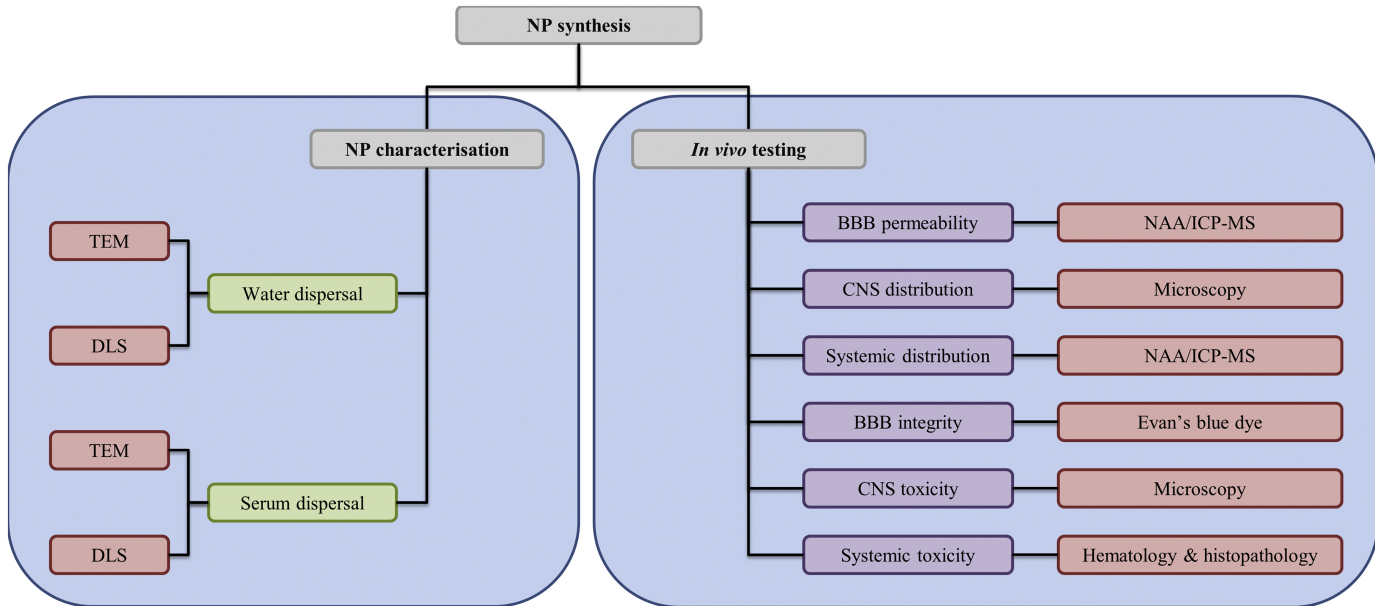 NP synthesis
NP characterisation
TEM
Water dispersal
DLS
TEM
Serum dispersal
DLS
In vivo testing
BBB permeability
NAA/ICP-MS
CNS distribution
Microscopy
Systemic distribution
NAA/ICP-MS
BBB integrity
Evan's blue dye
CNS toxicity
Microscopy
Systemic toxicity
Hematology & histopathology